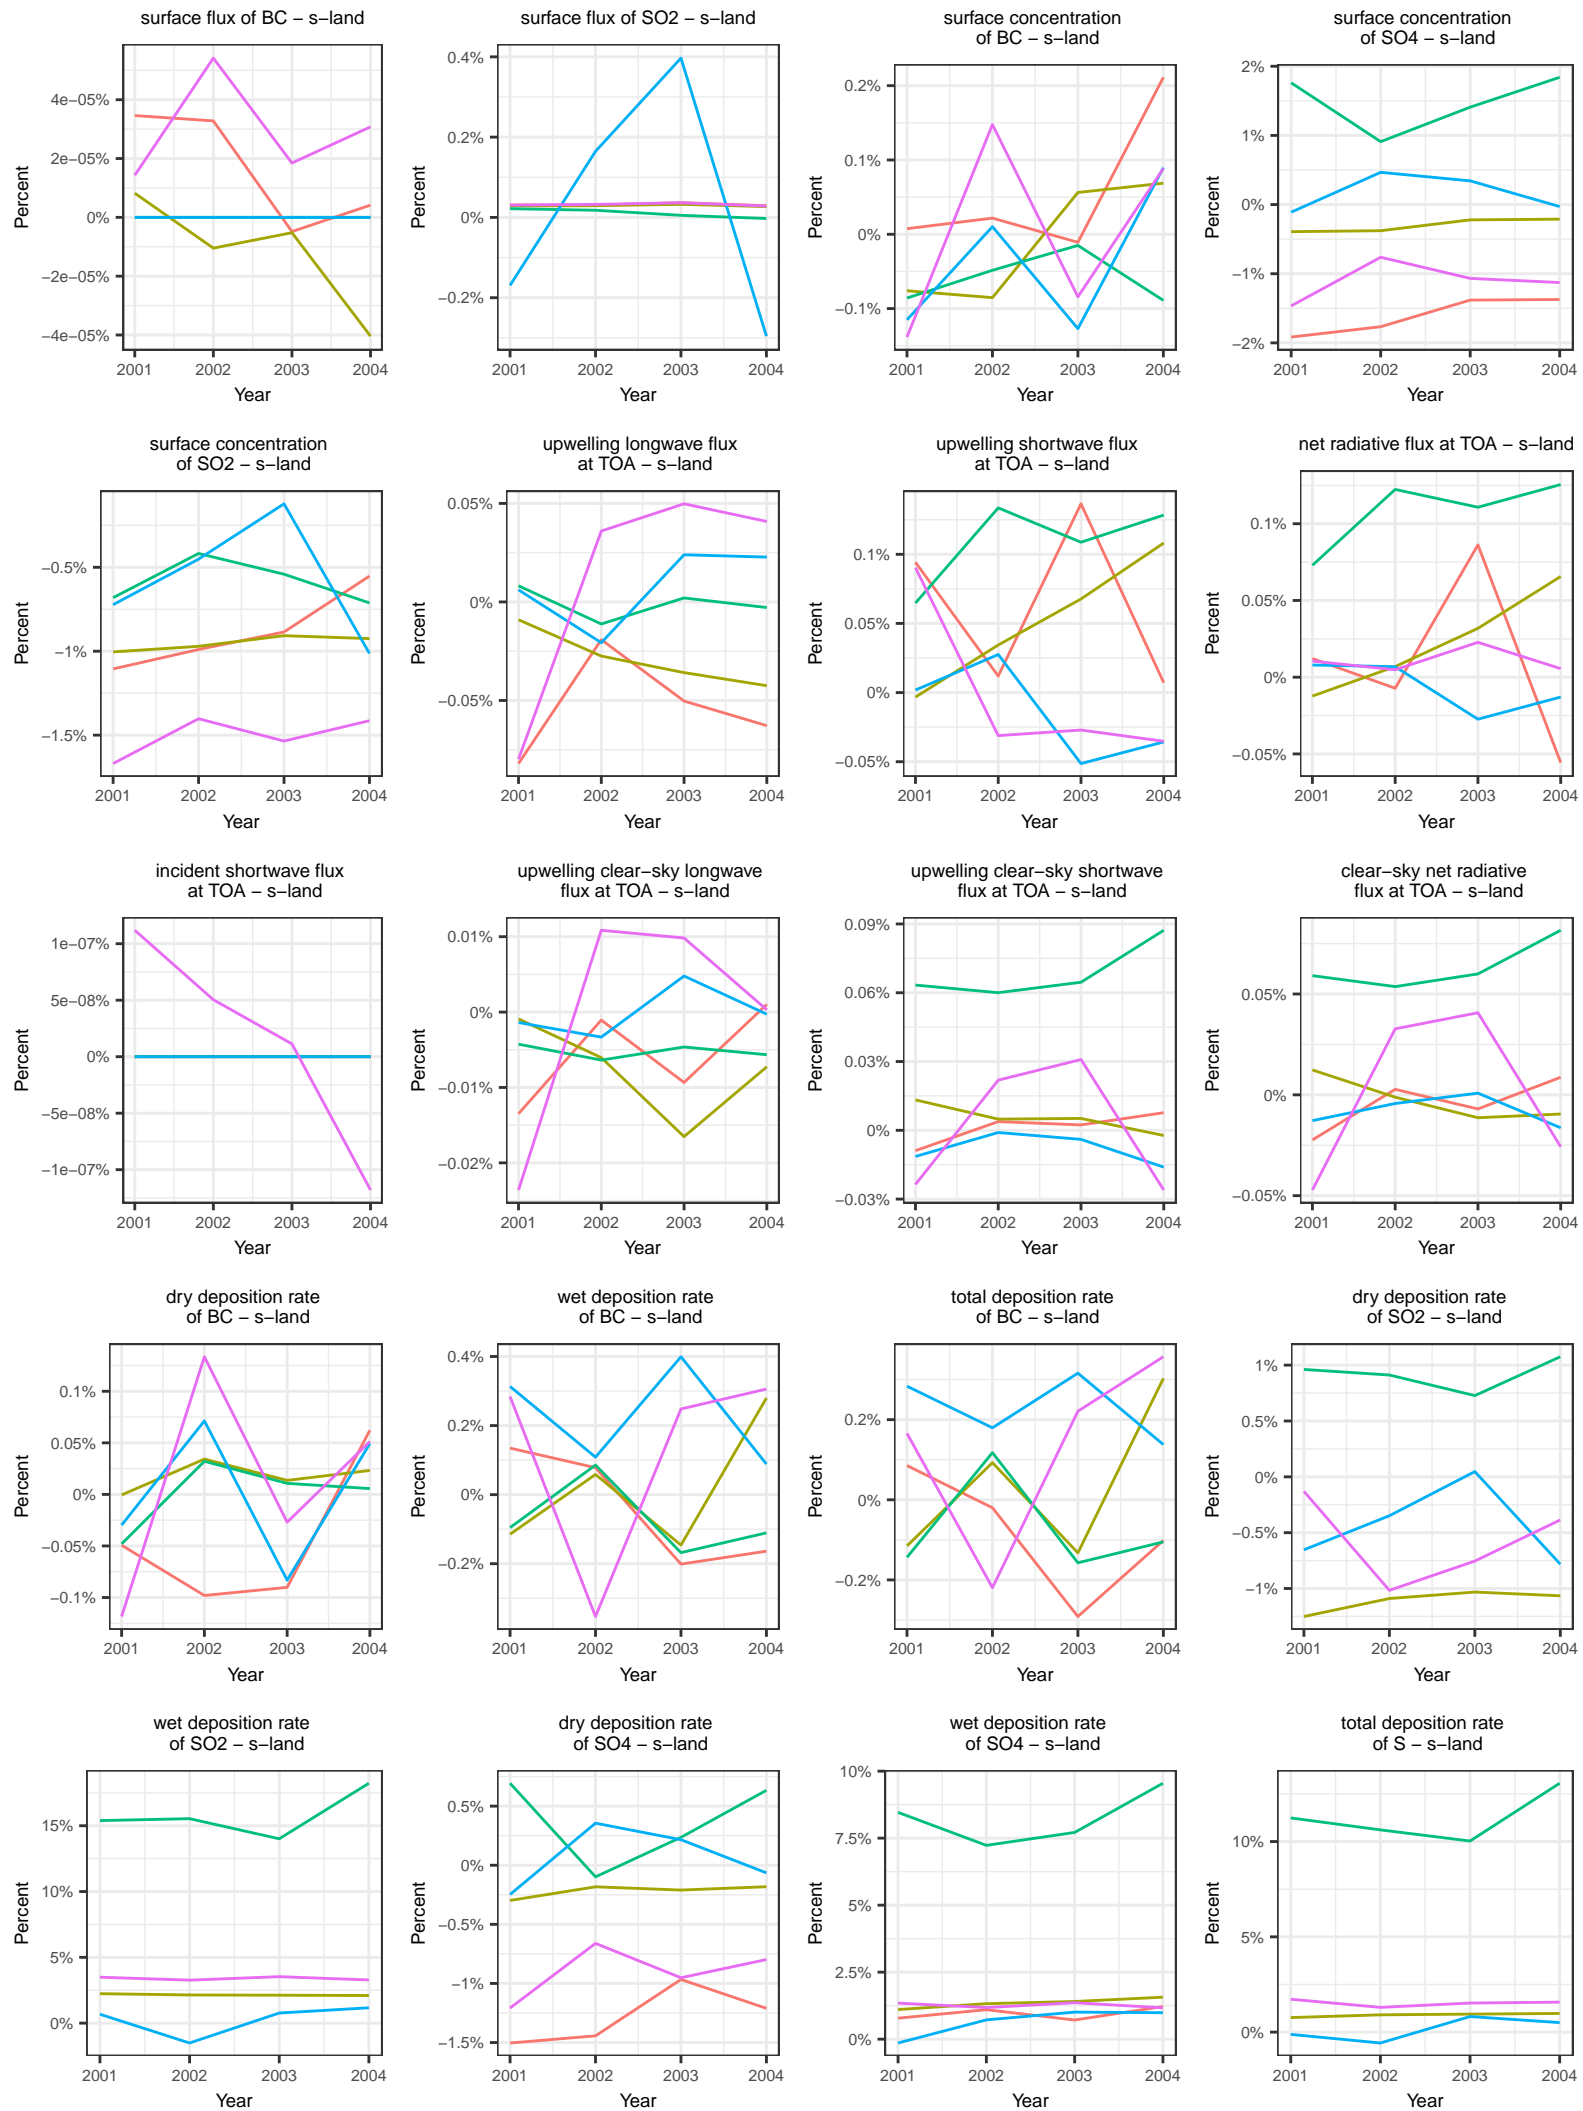 surface flux of BC − s−land
4e−05%
2e−05%
0%
−2e−05%
−4e−05%
2001 2002 2003 2004
Year
Percent
surface flux of SO2 − s−land
0.4%
0.2%
0%
−0.2%
2001 2002 2003 2004
Year
Percent
surface concentration
of BC − s−land
0.2%
0.1%
0%
−0.1%
2001 2002 2003 2004
Year
Percent
surface concentration
of SO4 − s−land
2%
1%
0%
−1%
−2%
2001 2002 2003 2004
Year
Percent
surface concentration
of SO2 − s−land
−0.5%
−1%
−1.5%
2001 2002 2003 2004
Year
Percent
upwelling longwave flux
at TOA − s−land
0.05%
0%
−0.05%
2001 2002 2003 2004
Year
Percent
upwelling shortwave flux
at TOA − s−land
0.1%
0.05%
0%
−0.05%
2001 2002 2003 2004
Year
Percent
net radiative flux at TOA − s−land
0.1%
0.05%
0%
−0.05%
2001 2002 2003 2004
Year
Percent
incident shortwave flux
at TOA − s−land
1e−07%
5e−08%
0%
−5e−08%
−1e−07%
2001 2002 2003 2004
Year
Percent
upwelling clear−sky longwave
flux at TOA − s−land
0.01%
0%
−0.01%
−0.02%
2001 2002 2003 2004
Year
Percent
upwelling clear−sky shortwave
flux at TOA − s−land
0.09%
0.06%
0.03%
0%
−0.03%
2001 2002 2003 2004
Year
Percent
clear−sky net radiative
flux at TOA − s−land
0.05%
0%
−0.05%
2001 2002 2003 2004
Year
Percent
dry deposition rate
of BC − s−land
0.1%
0.05%
0%
−0.05%
−0.1%
2001 2002 2003 2004
Year
Percent
wet deposition rate
of BC − s−land
0.4%
0.2%
0%
−0.2%
2001 2002 2003 2004
Year
Percent
total deposition rate
of BC − s−land
0.2%
0%
−0.2%
2001 2002 2003 2004
Year
Percent
dry deposition rate
of SO2 − s−land
1%
0.5%
0%
−0.5%
−1%
2001 2002 2003 2004
Year
Percent
wet deposition rate
of SO2 − s−land
15%
10%
5%
0%
2001 2002 2003 2004
Year
Percent
dry deposition rate
of SO4 − s−land
0.5%
0%
−0.5%
−1%
−1.5%
2001 2002 2003 2004
Year
Percent
wet deposition rate
of SO4 − s−land
10%
7.5%
5%
2.5%
0%
2001 2002 2003 2004
Year
Percent
total deposition rate
of S − s−land
10%
5%
0%
2001 2002 2003 2004
Year
Percent